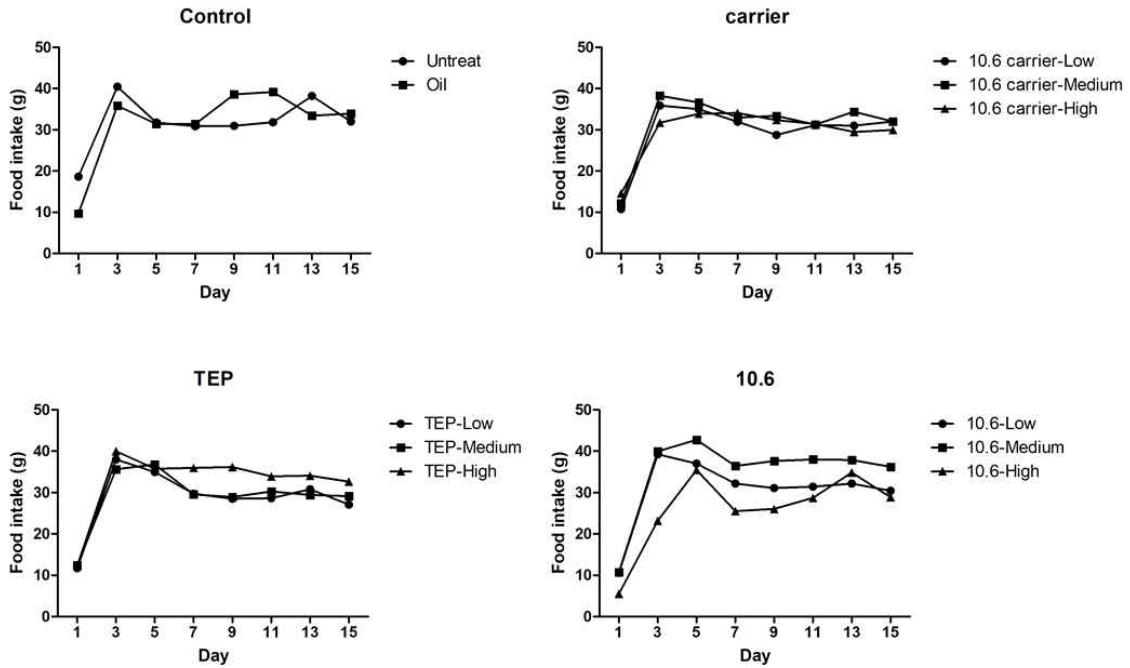 Control
Food intake (g)
50
40
30
20
10
0
1 3 5 7 9 11 13 15
Day
Untreat
Oil
carrier
Food intake (g)
50
40
30
20
10
0
1 3 5 7 9 11 13 15
Day
10.6 carrier-Low
10.6 carrier-Medium
10.6 carrier-High
TEP
Food intake (g)
50
40
30
20
10
0
1 3 5 7 9 11 13 15
Day
TEP-Low
TEP-Medium
TEP-High
10.6
Food intake (g)
50
40
30
20
10
0
1 3 5 7 9 11 13 15
Day
10.6-Low
10.6-Medium
10.6-High